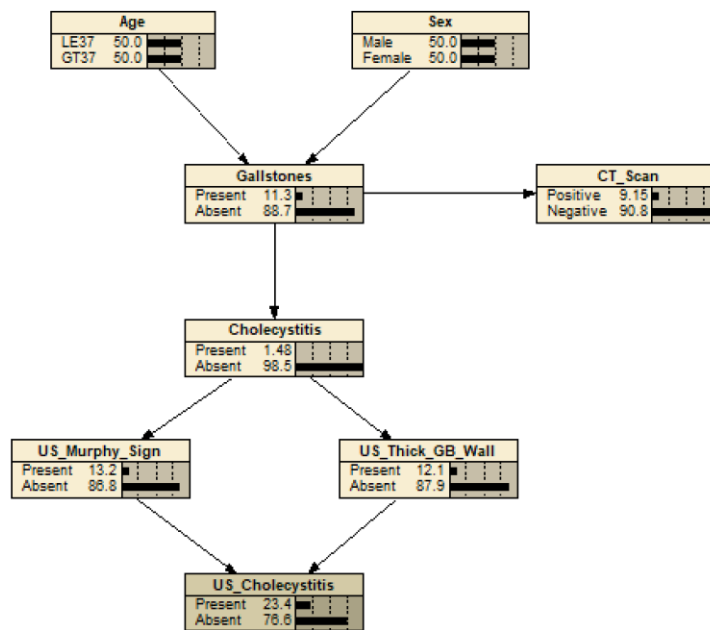 Age
LE37 50.0
GT37 50.0
Sex
Male 50.0
Female 50.0
Gallstones
Present 11.3
Absent 88.7
CT_Scan
Positive 9.15
Negative 90.8
Cholecystitis
Present 1.48
Absent 98.5
US_Murphy_Sign
Present 13.2
Absent 86.8
US_Thick_GB_Wall
Present 12.1
Absent 87.9
US_Cholecystitis
Present 23.4
Absent 76.6